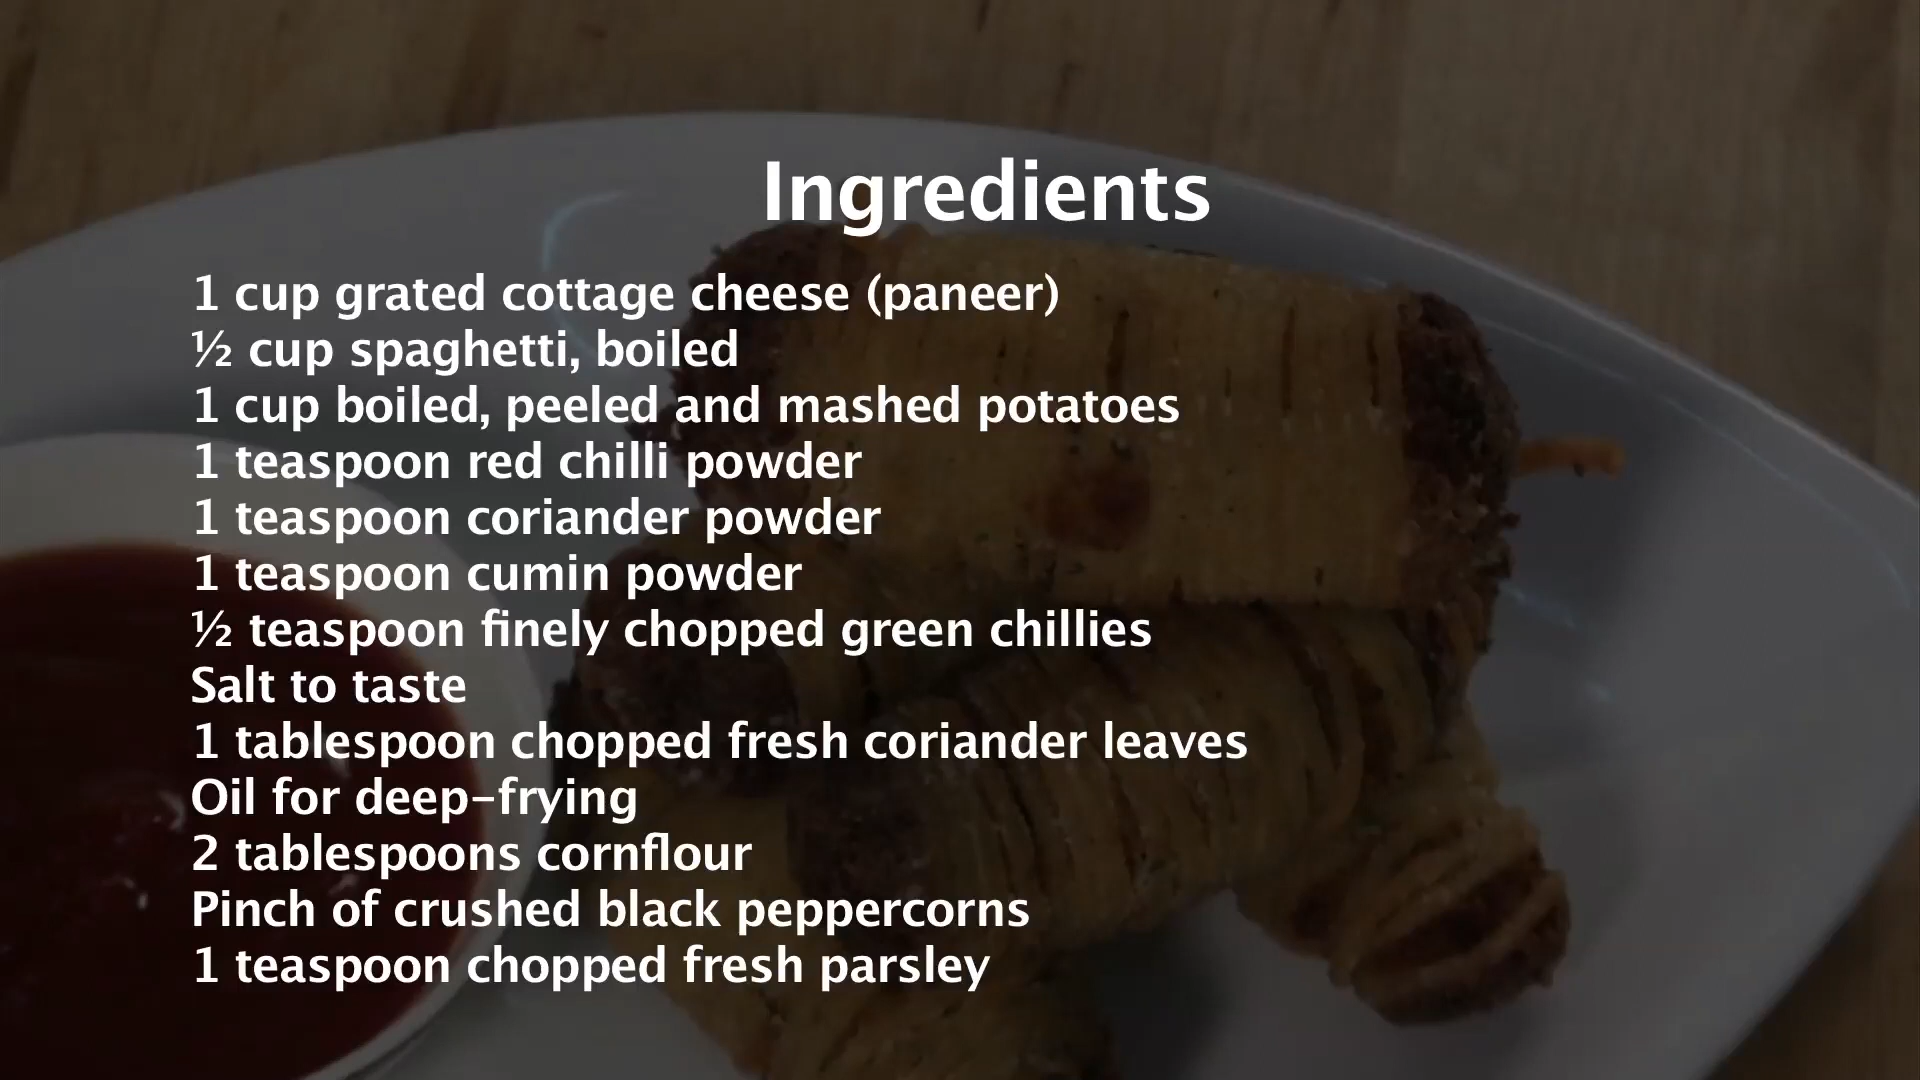 Ingredients
1 cup grated cottage cheese (paneer)
½ cup spaghetti, boiled
1 cup boiled, peeled and mashed potatoes
1 teaspoon red chilli powder
1 teaspoon coriander powder
1 teaspoon cumin powder
½ teaspoon finely chopped green chillies
Salt to taste
1 tablespoon chopped fresh coriander leaves
Oil for deep-frying
2 tablespoons cornflour
Pinch of crushed black peppercorns
1 teaspoon chopped fresh parsley